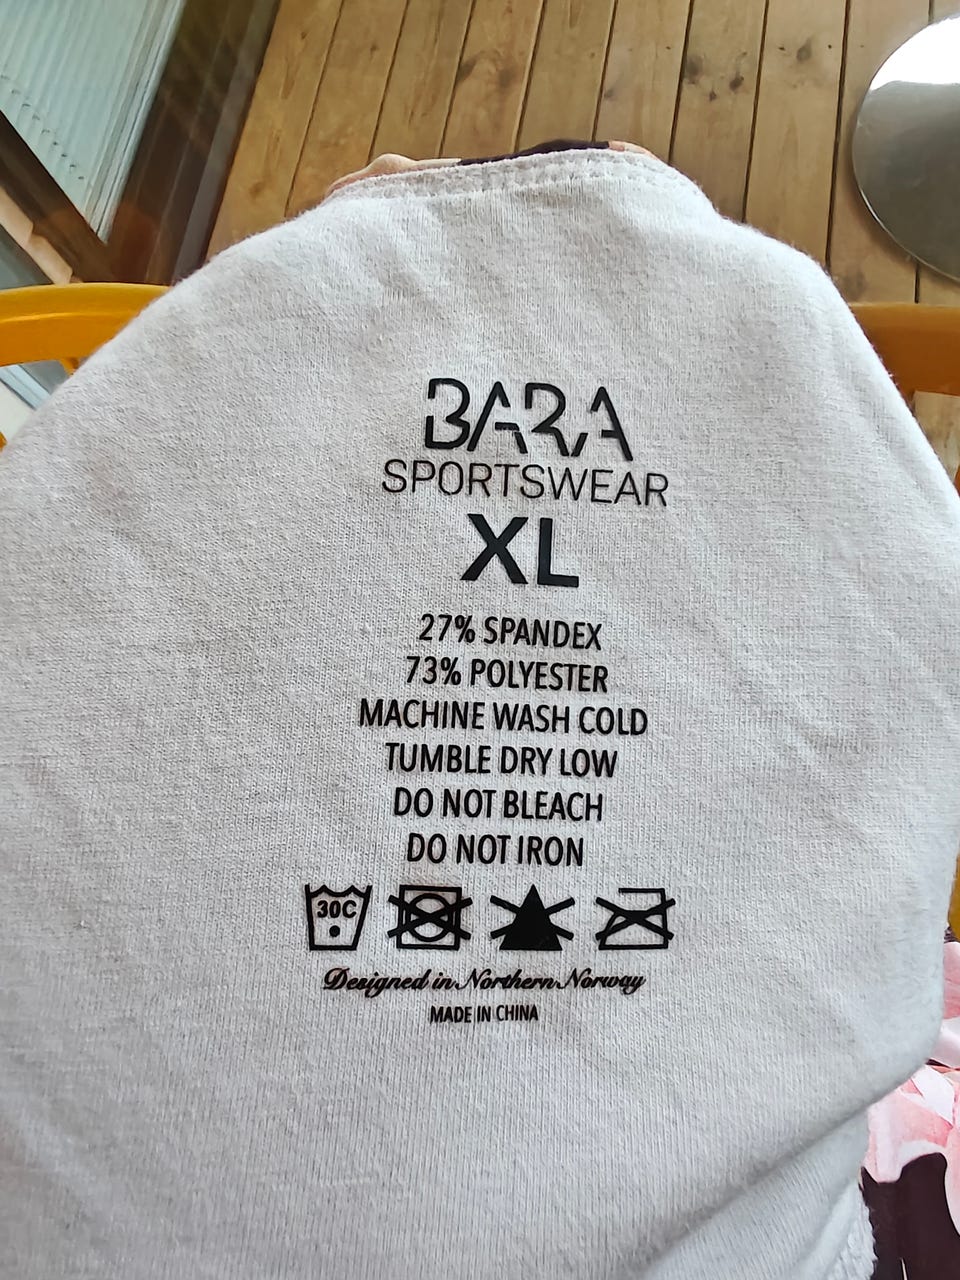 BARA
SPORTSWEAR
XL
27% SPANDEX
73% POLYESTER
MACHINE WASH COLD
TUMBLE DRY LOW
DO NOT BLEACH
DO NOT IRON
30C
Designed in Northern Norway
MADE IN CHINA